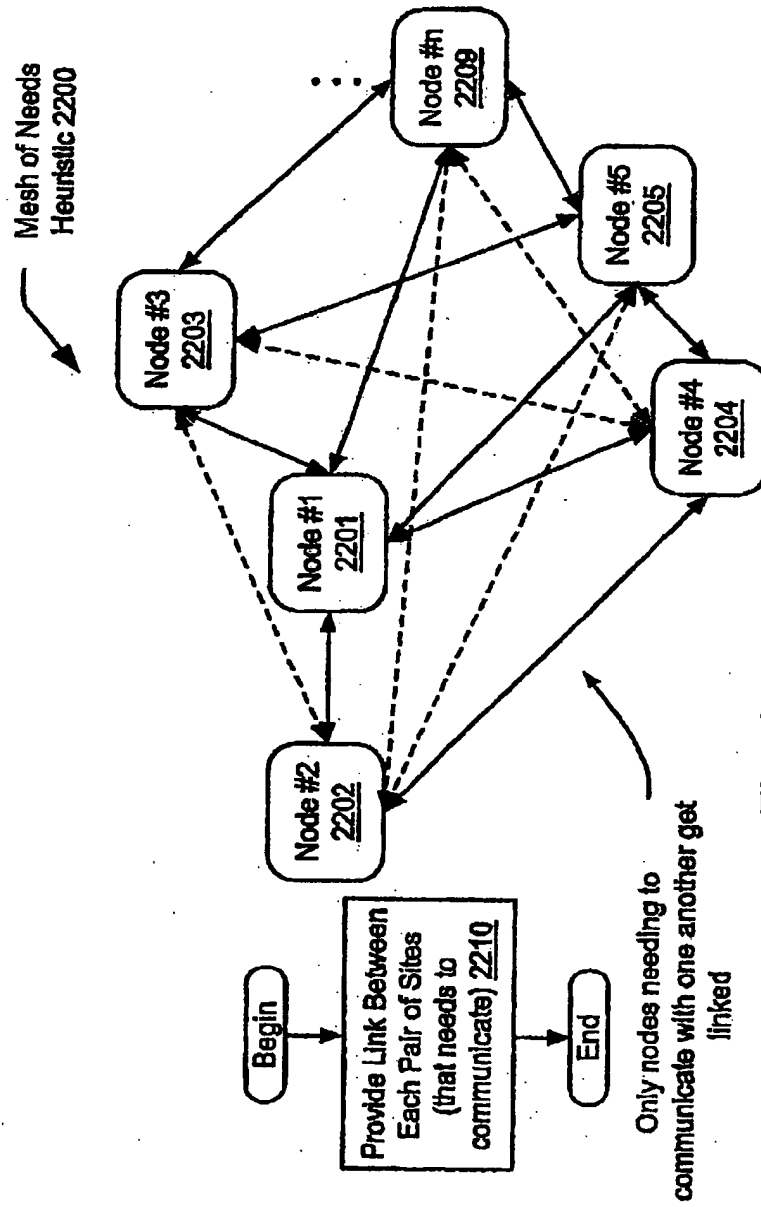 Mesh of Needs
Heuristic 2200
Begin
Provide Link Between
Each Pair of Sites
(that needs to
communicate) 2210
End
Node #2
2202
Node #1
2201
Node #3
2203
Node #n
2209
Node #5
2205
Node #4
2204
Only nodes needing to
communicate with one another get
linked